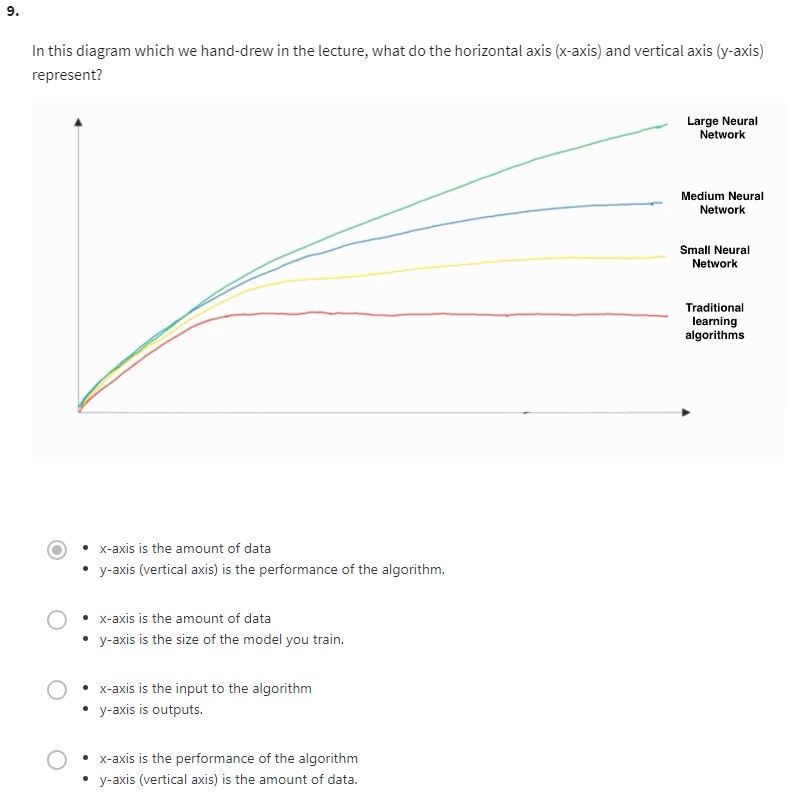 9.
In this diagram which we hand-drew in the lecture, what do the horizontal axis (x-axis) and vertical axis (y-axis)
represent?
Large Neural
Network
Medium Neural
Network
Small Neural
Network
Traditional
learning
algorithms
• x-axis is the amount of data
• y-axis (vertical axis) is the performance of the algorithm.
• x-axis is the amount of data
• y-axis is the size of the model you train.
• x-axis is the input to the algorithm
• y-axis is outputs.
• x-axis is the performance of the algorithm
• y-axis (vertical axis) is the amount of data.